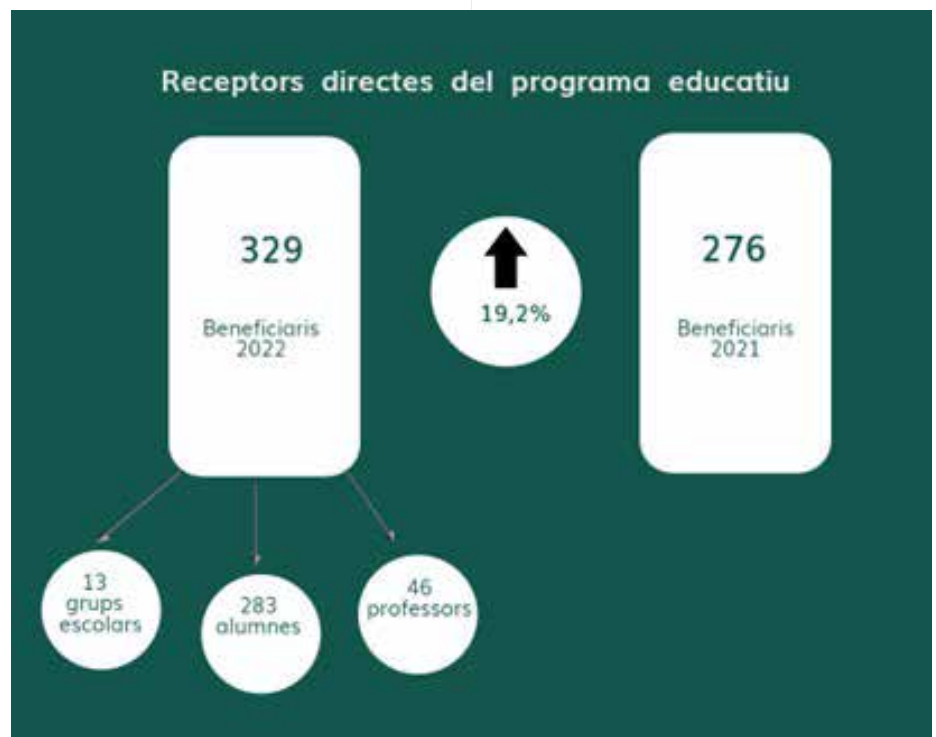 Receptors directes del programa educatiu
329
Beneficiaris
2022
19,2%
276
Beneficiaris
2021
13
grups
escolars
283
alumnes
46
professors